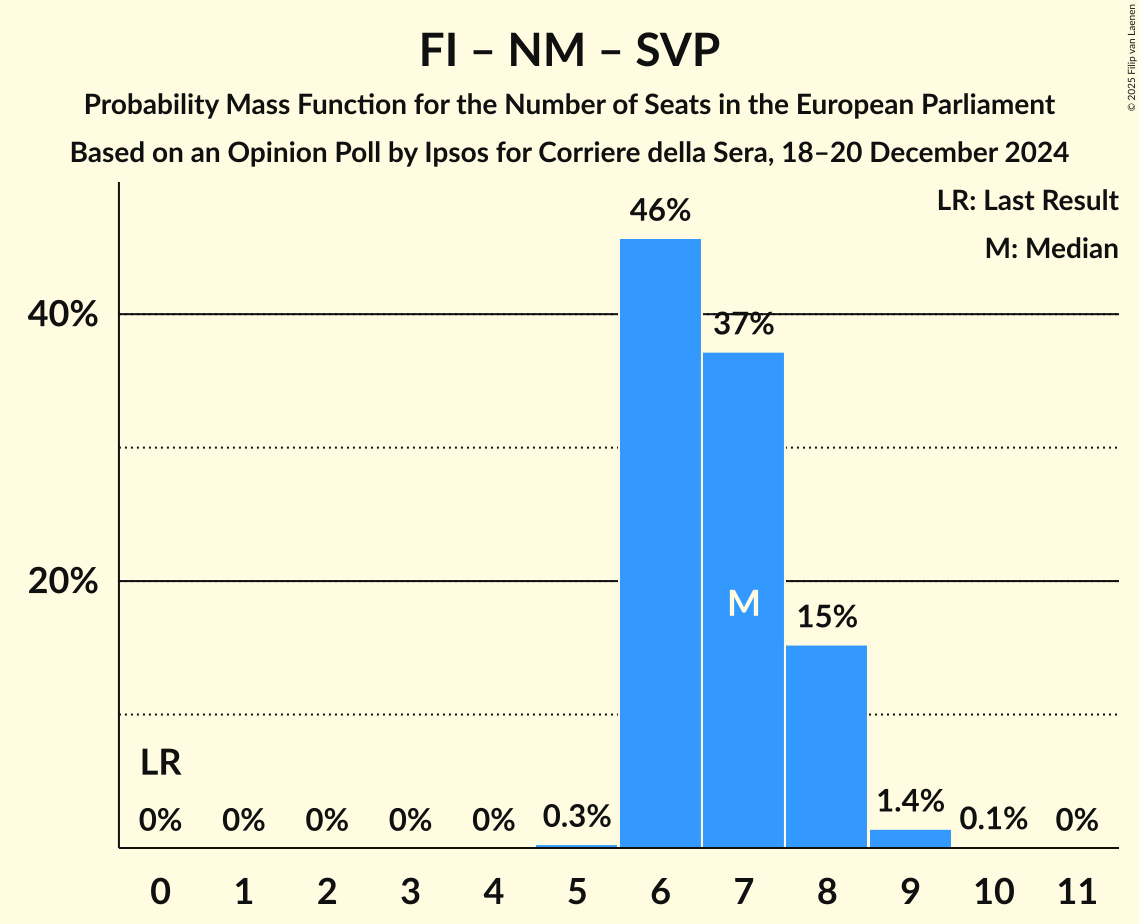 FI – NM – SVP
Probability Mass Function for the Number of Seats in the European Parliament
Based on an Opinion Poll by Ipsos for Corriere della Sera, 18–20 December 2024
© 2025 Filip van Laenen
LR: Last Result
M: Median
46%
40%
37%
20%
M
15%
LR
0% 0% 0% 0% 0% 0.3% 1.4% 0.1% 0%
0 1 2 3 4 5 6 7 8 9 10 11